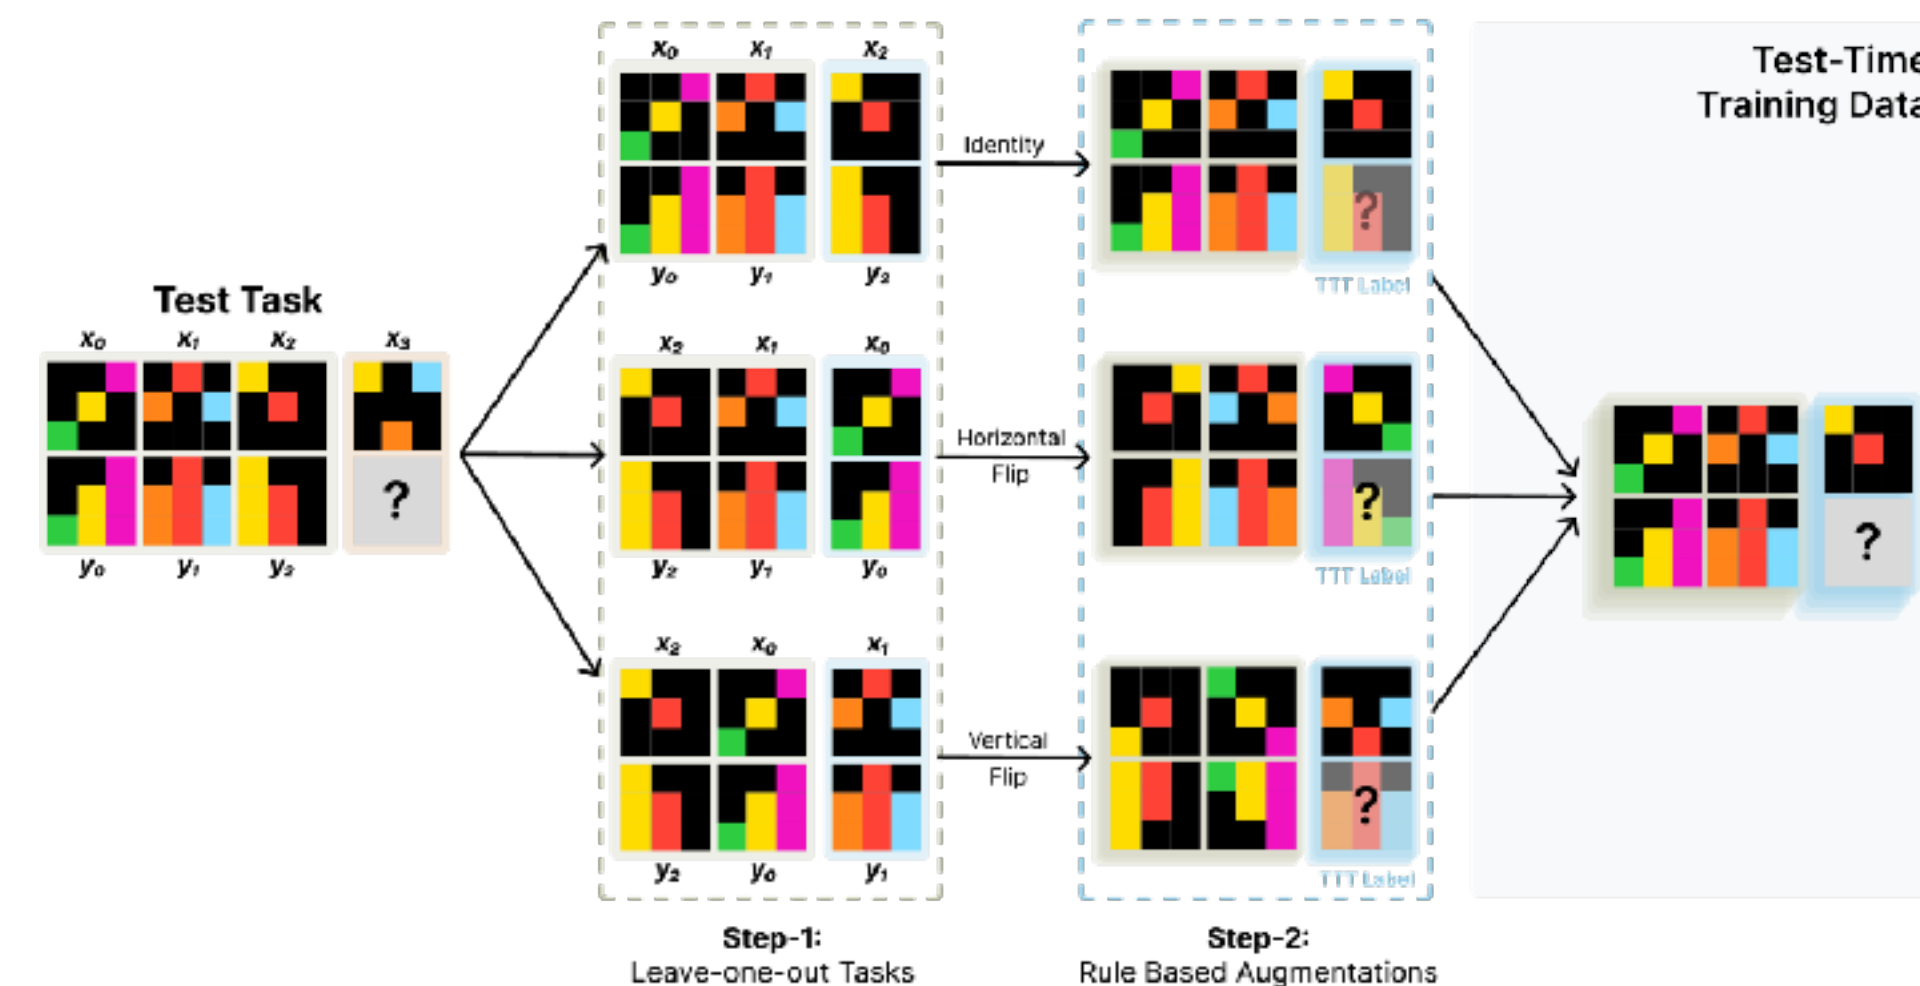 Test Task
x₀ x₁ x₂ x₃
?
y₀ y₁ y₂
x₀ x₁ x₂
y₀ y₁ y₂
x₂ x₁ x₀
y₂ y₁ y₀
x₂ x₀ x₁
y₂ y₀ y₁
Step-1:
Leave-one-out Tasks
Identity
Horizontal
Flip
Vertical
Flip
?
TTT Label
?
TTT Label
?
TTT Label
Step-2:
Rule Based Augmentations
Test-Time
Training Data
?